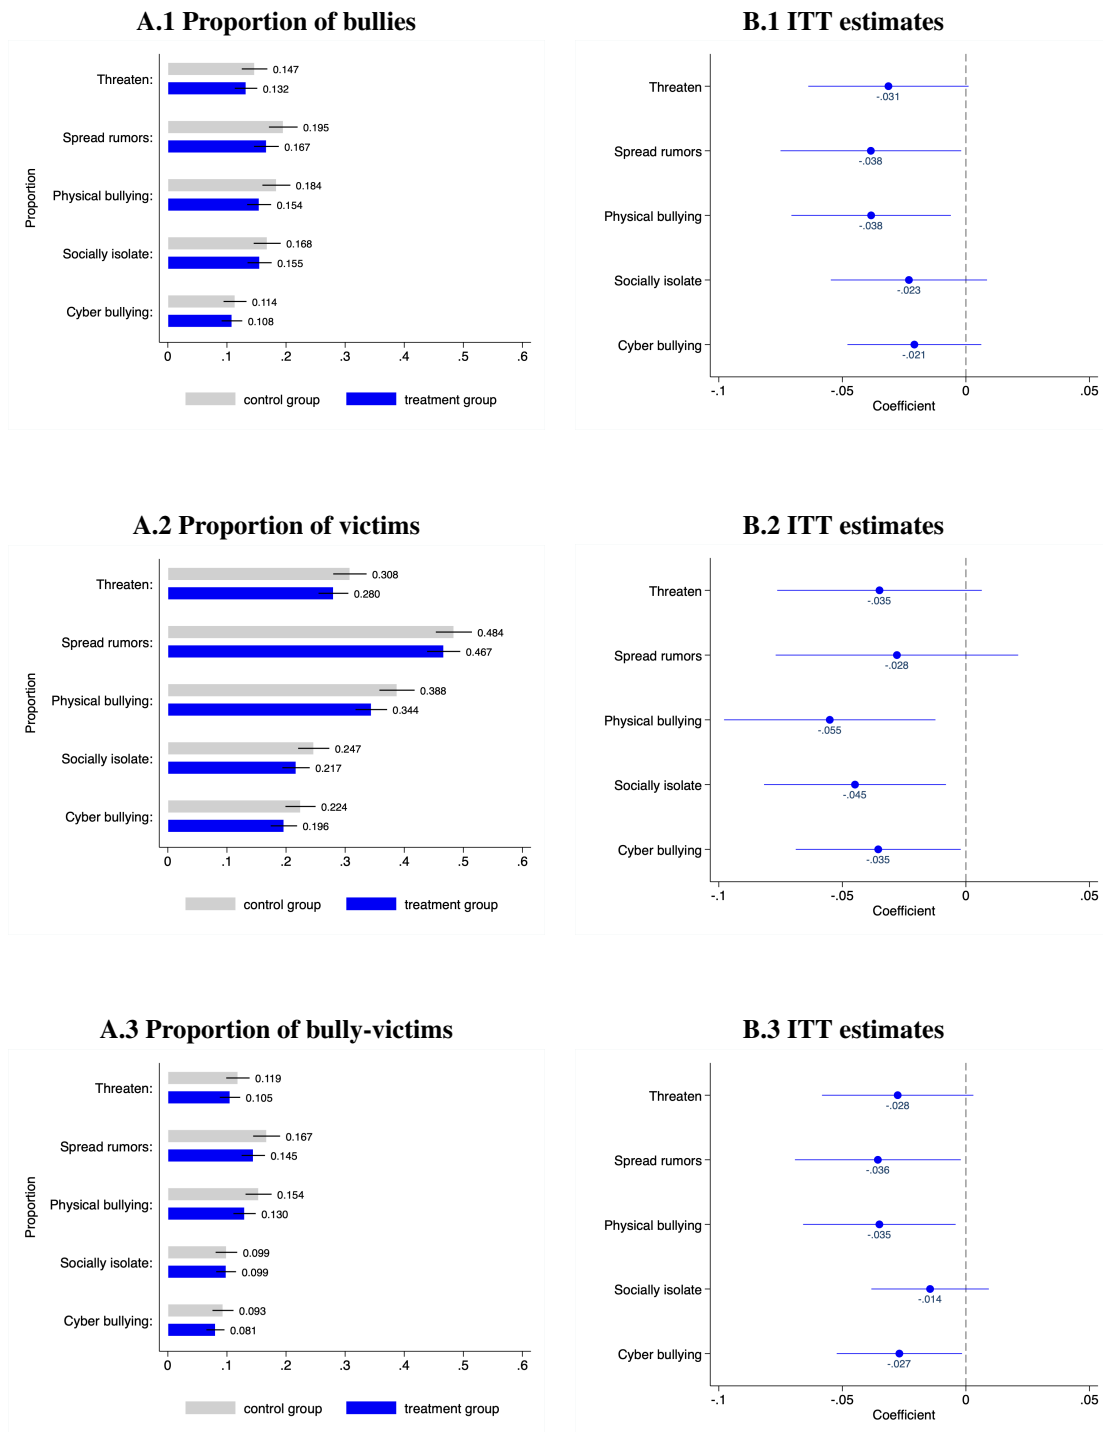 A.1 Proportion of bullies
Proportion
Threaten:
0.147
0.132
Spread rumors:
0.195
0.167
Physical bullying:
0.184
0.154
Socially isolate:
0.168
0.155
Cyber bullying:
0.114
0.108
0 .1 .2 .3 .4 .5 .6
control group treatment group
B.1 ITT estimates
Threaten
-.031
Spread rumors
-.038
Physical bullying
-.038
Socially isolate
-.023
Cyber bullying
-.021
-.1 -.05 0 .05
Coefficient
A.2 Proportion of victims
Proportion
Threaten:
0.308
0.280
Spread rumors:
0.484
0.467
Physical bullying:
0.388
0.344
Socially isolate:
0.247
0.217
Cyber bullying:
0.224
0.196
0 .1 .2 .3 .4 .5 .6
control group treatment group
B.2 ITT estimates
Threaten
-.035
Spread rumors
-.028
Physical bullying
-.055
Socially isolate
-.045
Cyber bullying
-.035
-.1 -.05 0 .05
Coefficient
A.3 Proportion of bully-victims
Proportion
Threaten:
0.119
0.105
Spread rumors:
0.167
0.145
Physical bullying:
0.154
0.130
Socially isolate:
0.099
0.099
Cyber bullying:
0.093
0.081
0 .1 .2 .3 .4 .5 .6
control group treatment group
B.3 ITT estimates
Threaten
-.028
Spread rumors
-.036
Physical bullying
-.035
Socially isolate
-.014
Cyber bullying
-.027
-.1 -.05 0 .05
Coefficient